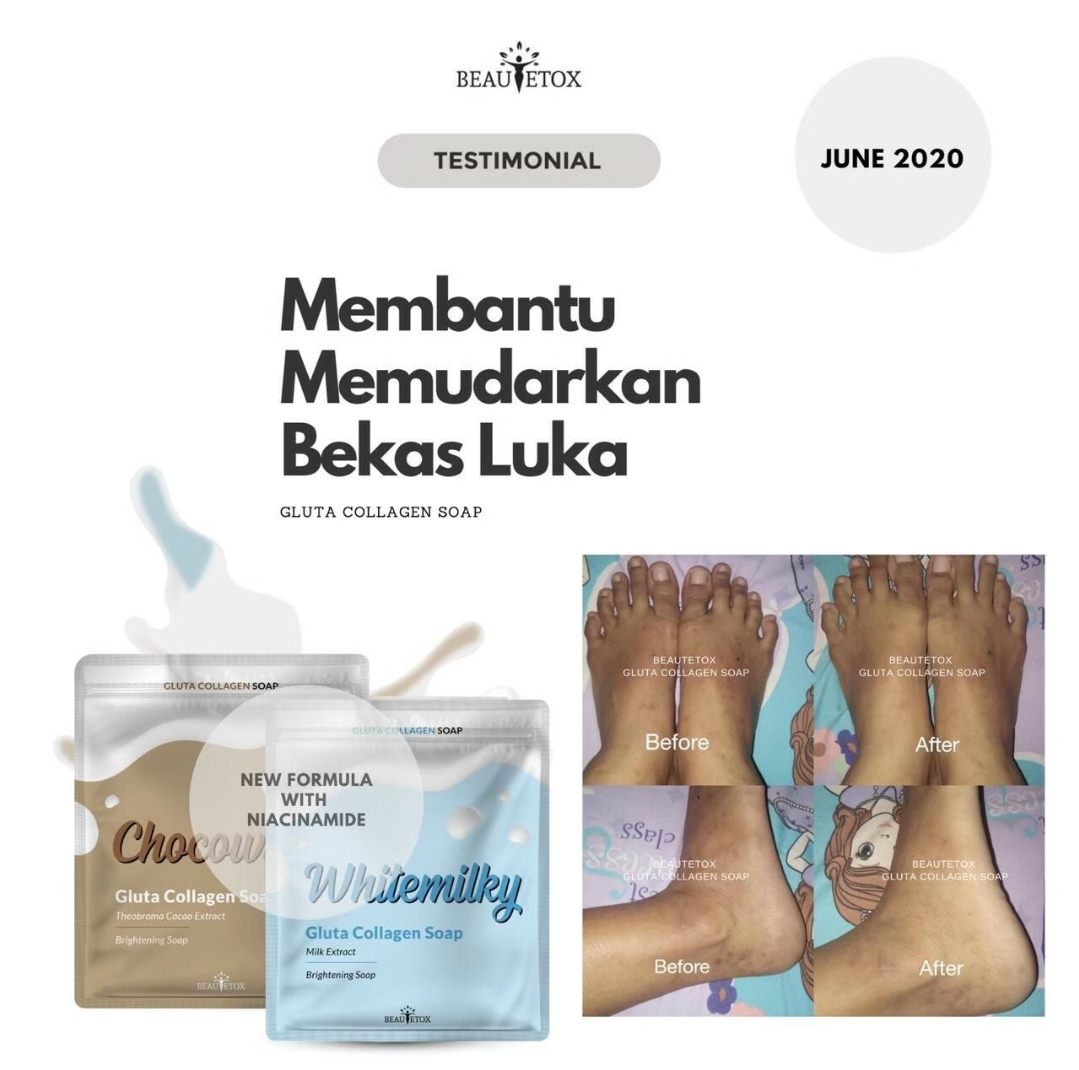 BEAUTETOX
TESTIMONIAL
JUNE 2020
Membantu
Memudarkan
Bekas Luka
GLUTA COLLAGEN SOAP
GLUTA COLLAGEN SOAP
GLUTA COLLAGEN SOAP
NEW FORMULA
WITH
NIACINAMIDE
Gluta Collagen
Theobroma Cacao Extract
Brightening Soap
BEAUTETOX
Whitemilky
Gluta Collagen Soap
Milk Extract
Brightening Soap
BEAUTETOX
BEAUTETOX
GLUTA COLLAGEN SOAP
Before
BEAUTETOX
GLUTA COLLAGEN SOAP
After
class
BEAUTETOX
GLUTA COLLAGEN SOAP
Before
BEAUTETOX
GLUTA COLLAGEN SOAP
After